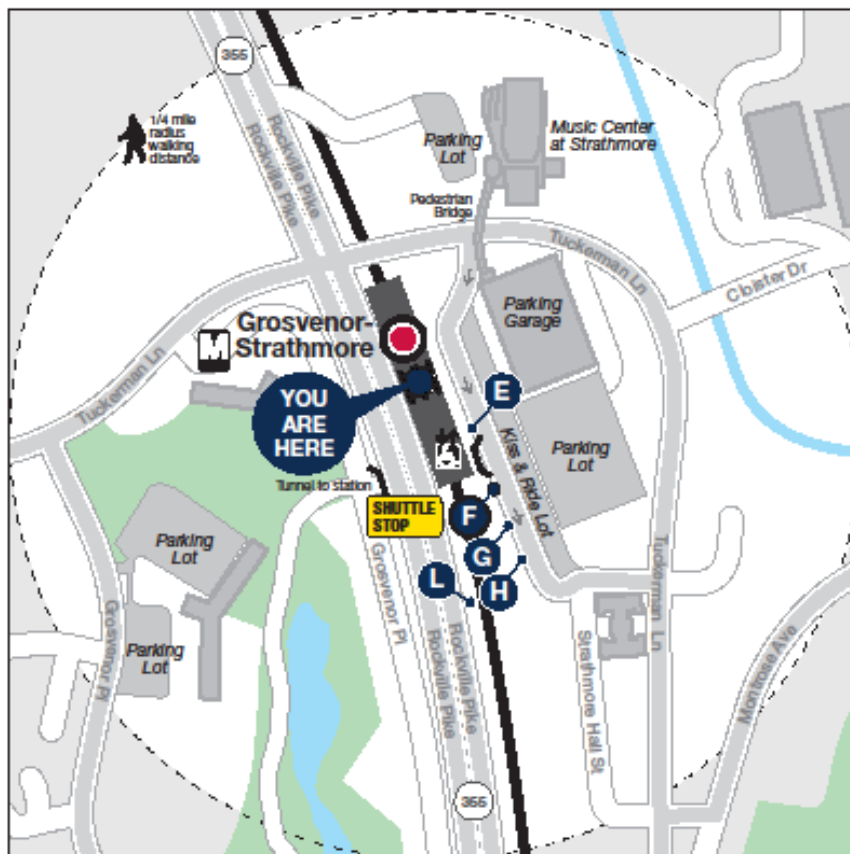 355
Rockville Pike
Rockville Pike
1/4 mile
radius
walking
distance
Parking
Lot
Music Center
at Strathmore
Pedestrian
Bridge
Tuckerman Ln
Cloister Dr
Parking
Garage
M
Grosvenor-
Strathmore
Tuckerman Ln
YOU
ARE
HERE
E
Kiss & Ride Lot
Parking
Lot
Tunnel to station
SHUTTLE
STOP
F
G
H
L
Parking
Lot
Grosvenor Pl
Tuckerman Ln
Grosvenor Pl
Parking
Lot
Rockville Pike
Rockville Pike
Strathmore Hall St
Montrose Ave
355